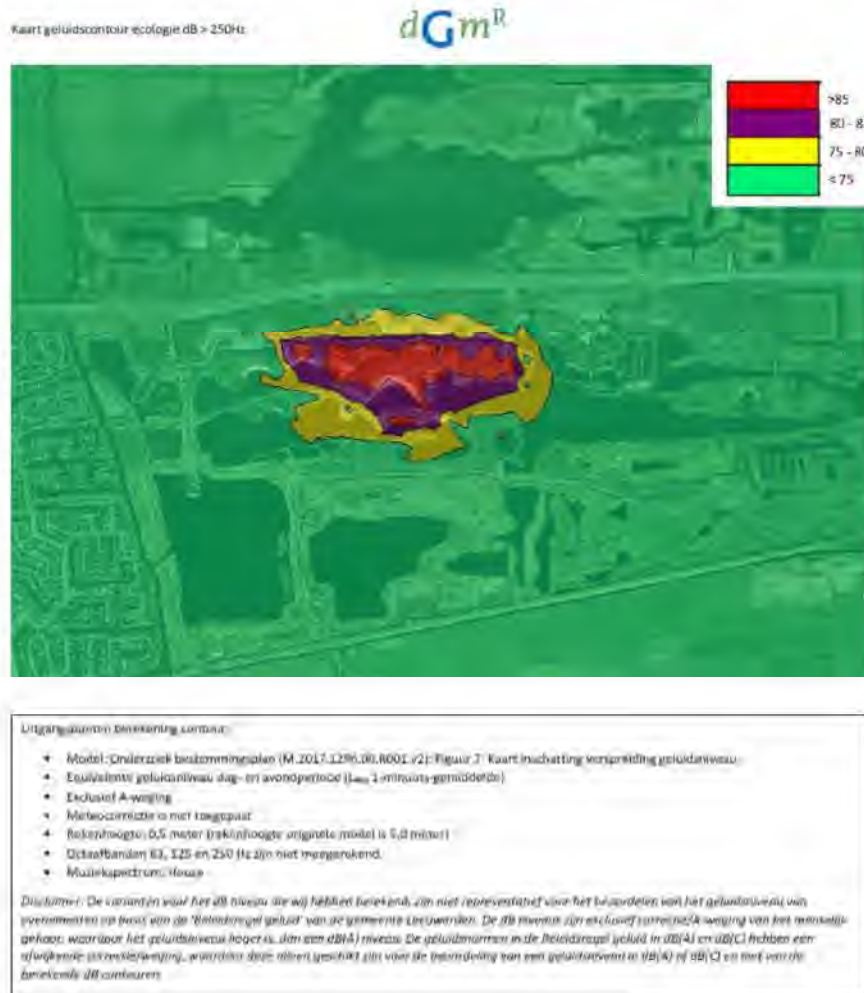 Kaart geluidscontour ecologie dB > 250Hz
dGmR
>85
80 - 8
75 - 80
< 75
Uitgangspunten berekening contour:
Model: Onderzoek bestemmingsplan (M.2017.1296.00.R001 v2): Figuur 7: Kaart inschatting verspreiding geluidniveau
Equivalente geluidniveau dag- en avondperiode (1-minuuts-gemiddelde)
Exclusief A-weging
Meteocorrectie is niet toegepast
Rekenhoogte: 0,5 meter (rekenhoogte originele model is 5,0 meter)
Octaafbanden 63, 125 en 250 Hz zijn niet meegerekend.
Muziekspectrum: House
Disclaimer: De varianten voor het dB niveau die wij hebben berekend, zijn niet representatief voor het beoordelen van het geluidniveau van
evenementen op basis van de 'Beleidsregel geluid' van de gemeente Leeuwarden. De dB niveaus zijn exclusief correctie/A-weging van het menselijk
gehoor, waardoor het geluidniveau hoger is, dan een dB(A) niveau. De geluidnormen in de Beleidsregel geluid in dB(A) en dB(C) hebben een
afwijkende correctie/weging, waardoor deze alleen geschikt zijn voor de beoordeling van een geluidniveau in dB(A) of dB(C) en niet van de
berekende dB contouren